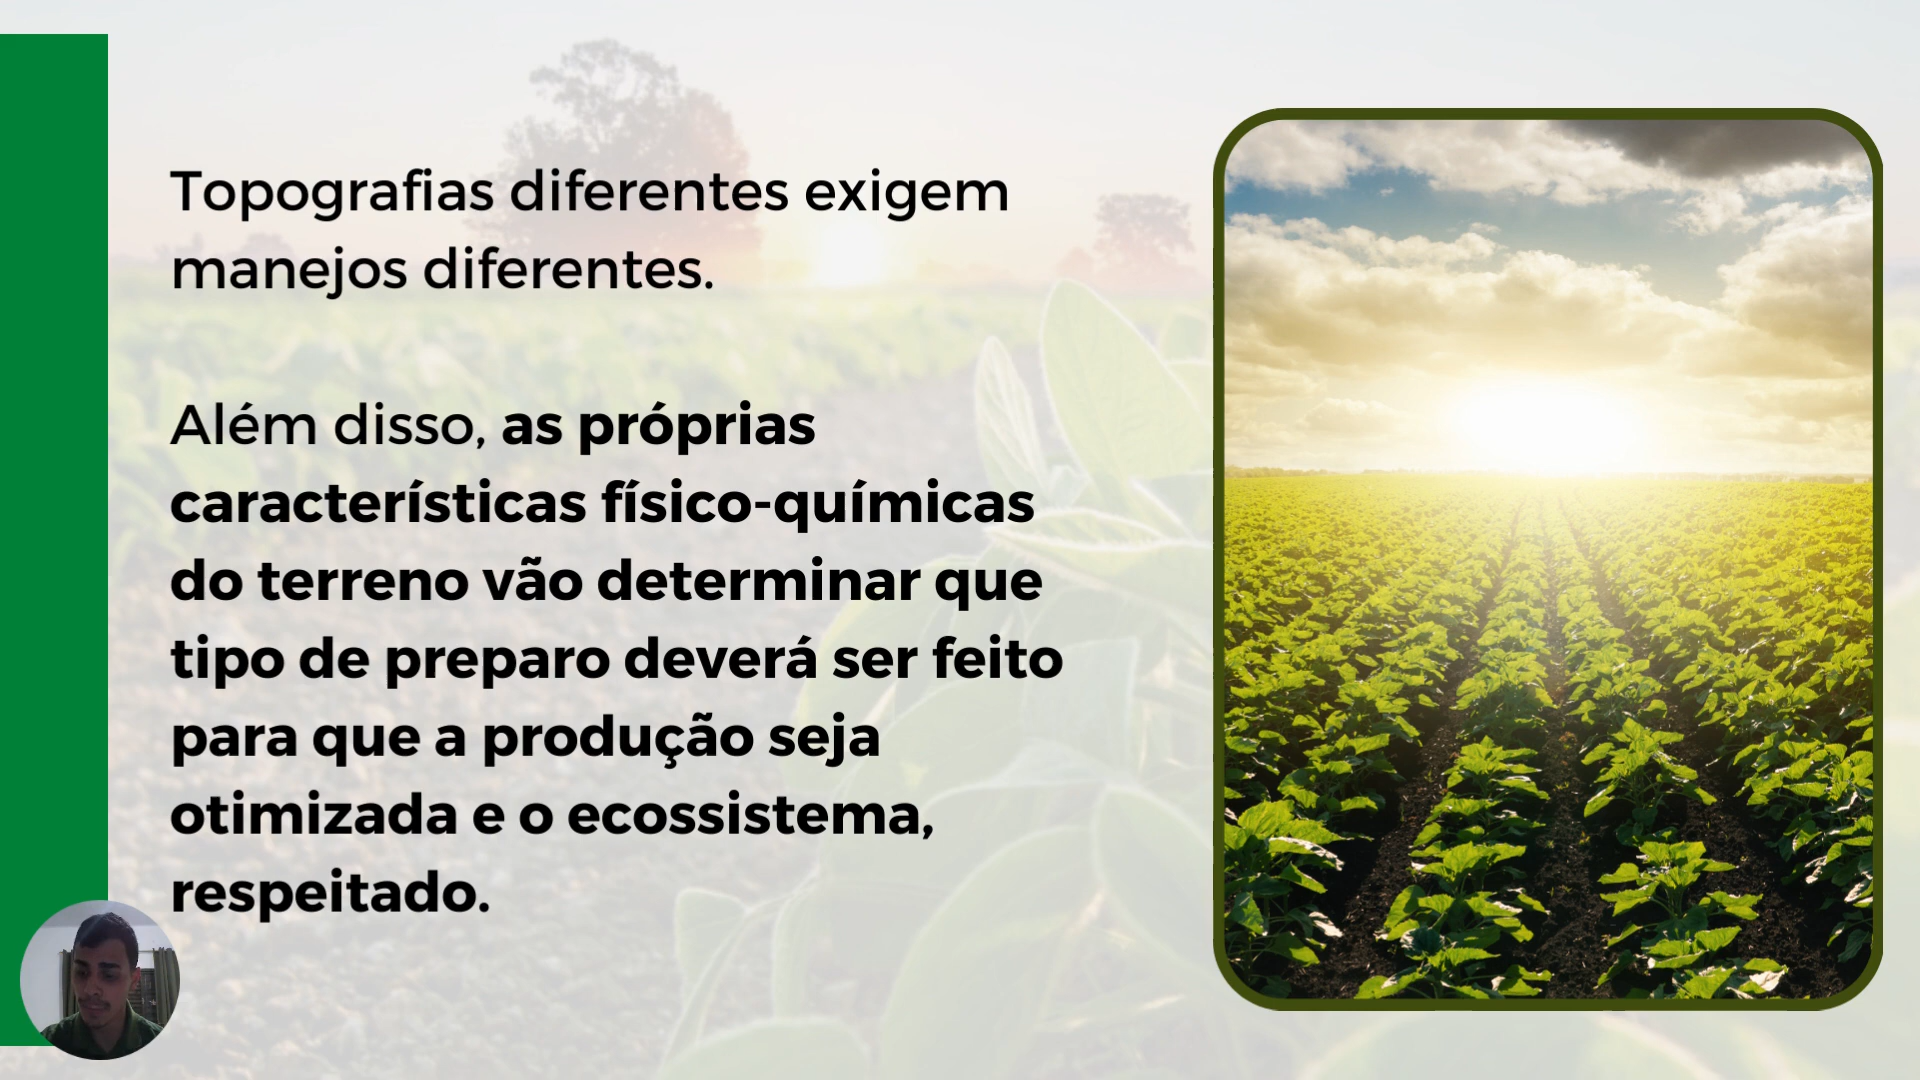 Topografias diferentes exigem
manejos diferentes.
Além disso, as próprias
características físico-químicas
do terreno vão determinar que
tipo de preparo deverá ser feito
para que a produção seja
otimizada e o ecossistema,
respeitado.